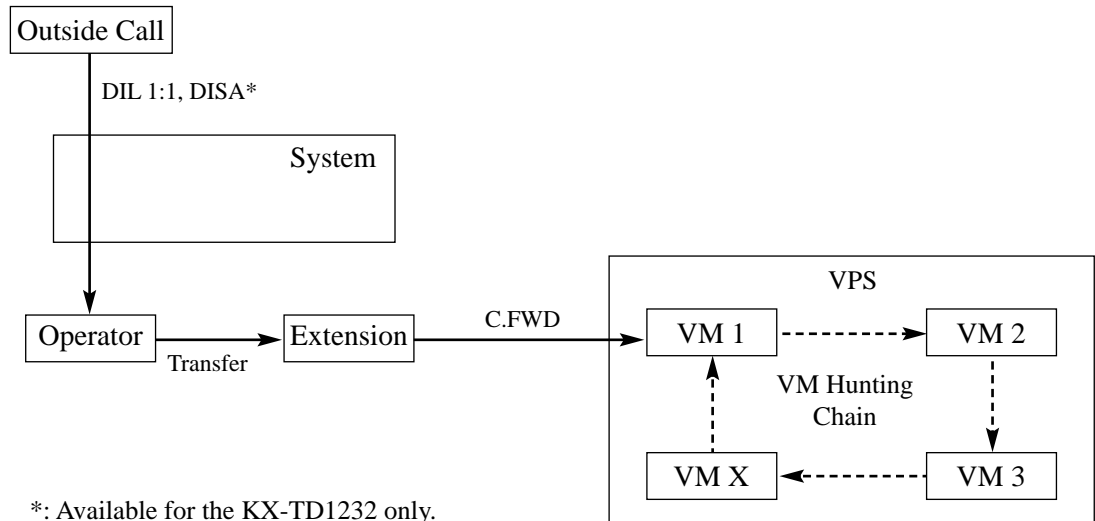 Outside Call
DIL 1:1, DISA*
System
VPS
Operator
Transfer
Extension
C.FWD
VM 1
VM 2
VM Hunting
Chain
VM X
VM 3
*: Available for the KX-TD1232 only.